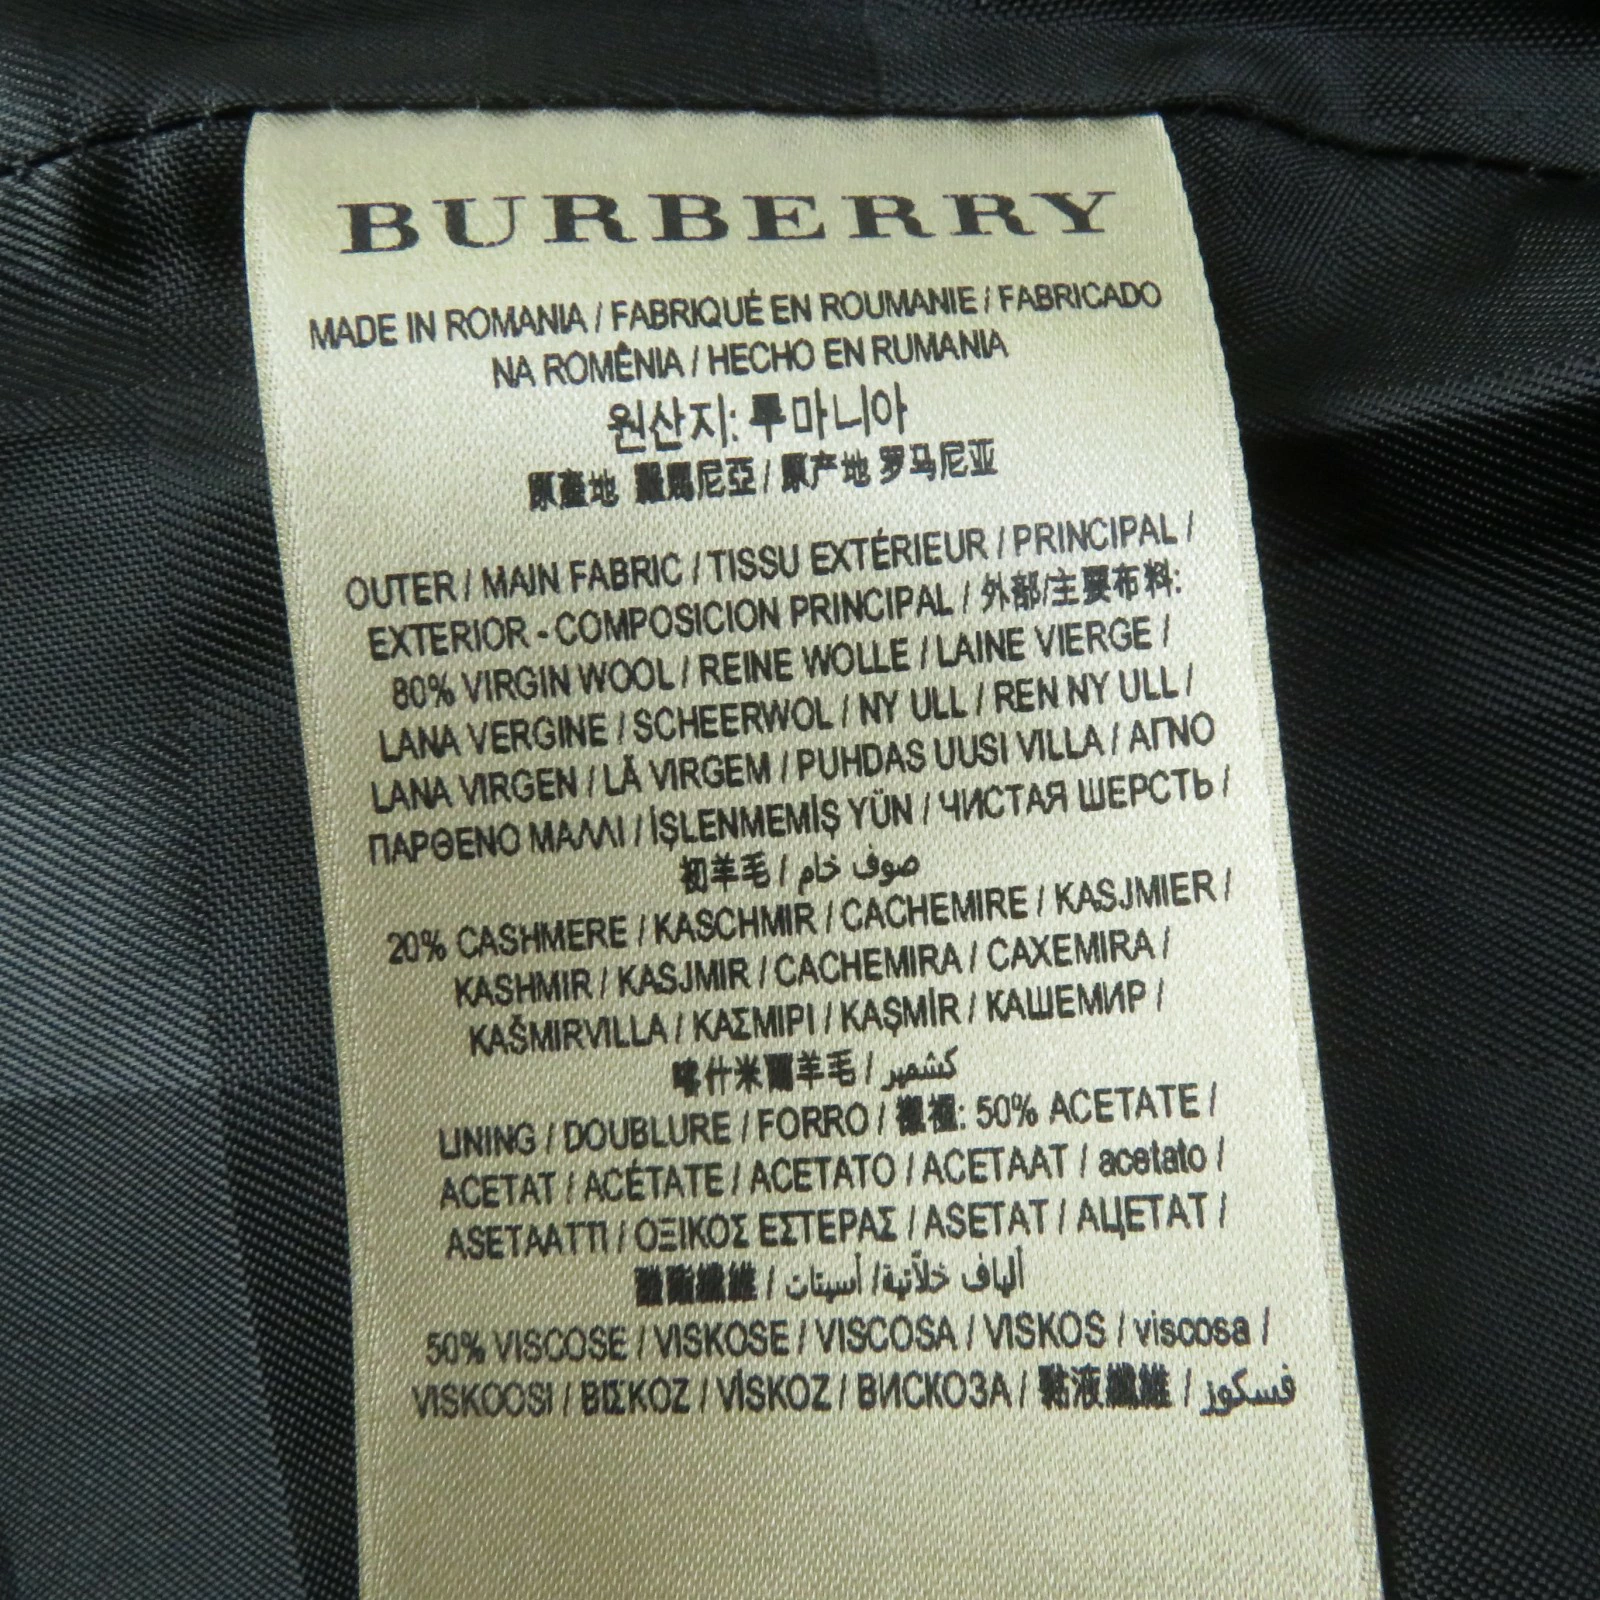 BURBERRY
MADE IN ROMANIA / FABRIQUÉ EN ROUMANIE / FABRICADO
NA ROMÊNIA / HECHO EN RUMANIA
원산지: 루마니아
原產地 羅馬尼亞 / 原产地 罗马尼亚
OUTER / MAIN FABRIC / TISSU EXTÉRIEUR / PRINCIPAL /
EXTERIOR - COMPOSICION PRINCIPAL / 外部/主要布料:
80% VIRGIN WOOL / REINE WOLLE / LAINE VIERGE /
LANA VERGINE / SCHEERWOL / NY ULL / REN NY ULL /
LANA VIRGEN / LÃ VIRGEM / PUHDAS UUSI VILLA / ΑΓΝΟ
ΠΑΡΘΕΝΟ ΜΑΛΛΙ / İŞLENMEMİŞ YÜN / ЧИСТАЯ ШЕРСТЬ /
初羊毛 / صوف خام
20% CASHMERE / KASCHMIR / CACHEMIRE / KASJMIER /
KASHMIR / KASJMIR / CACHEMIRA / CAXEMIRA /
KAŠMIRVILLA / ΚΑΣΜΙΡΙ / KAŞMİR / КАШЕМИР /
喀什米爾羊毛 / كشمير
LINING / DOUBLURE / FORRO / 襯裡: 50% ACETATE /
ACETAT / ACÉTATE / ACETATO / ACETAAT / acetato /
ASETAATTI / ΟΞΙΚΟΣ ΕΣΤΕΡΑΣ / ASETAT / АЦЕТАТ /
醋酯纖維 / ألياف خلّاتية/ أسيتات
50% VISCOSE / VISKOSE / VISCOSA / VISKOS / viscosa /
VISKOOSI / ΒΙΣΚΟΖ / VİSKOZ / ВИСКОЗА / 黏液纖維 / فسكوز